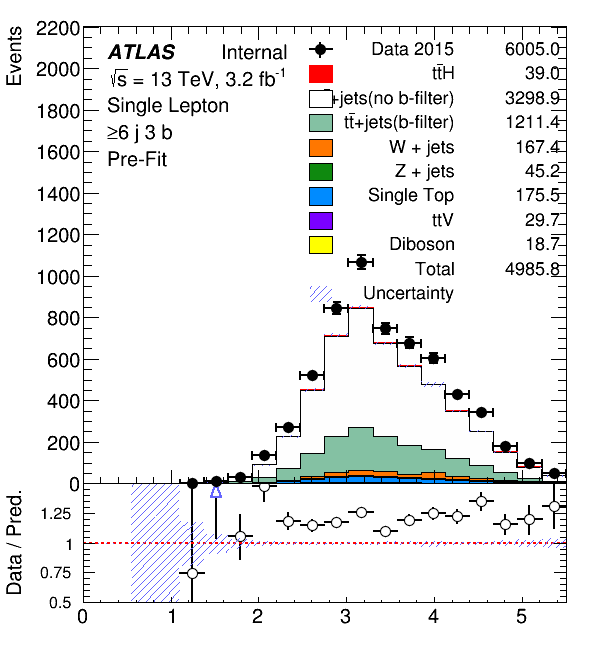 2200
2000
1800
1600
1400
1200
1000
800
600
400
200
0
Events
ATLAS Internal
√s = 13 TeV, 3.2 fb-1
Single Lepton
≥6 j 3 b
Pre-Fit
Data 2015 6005.0
tt̄H 39.0
+jets(no b-filter) 3298.9
tt̄+jets(b-filter) 1211.4
W + jets 167.4
Z + jets 45.2
Single Top 175.5
ttV 29.7
Diboson 18.7
Total 4985.8
Uncertainty
Data / Pred.
1.25
1
0.75
0.5
0 1 2 3 4 5